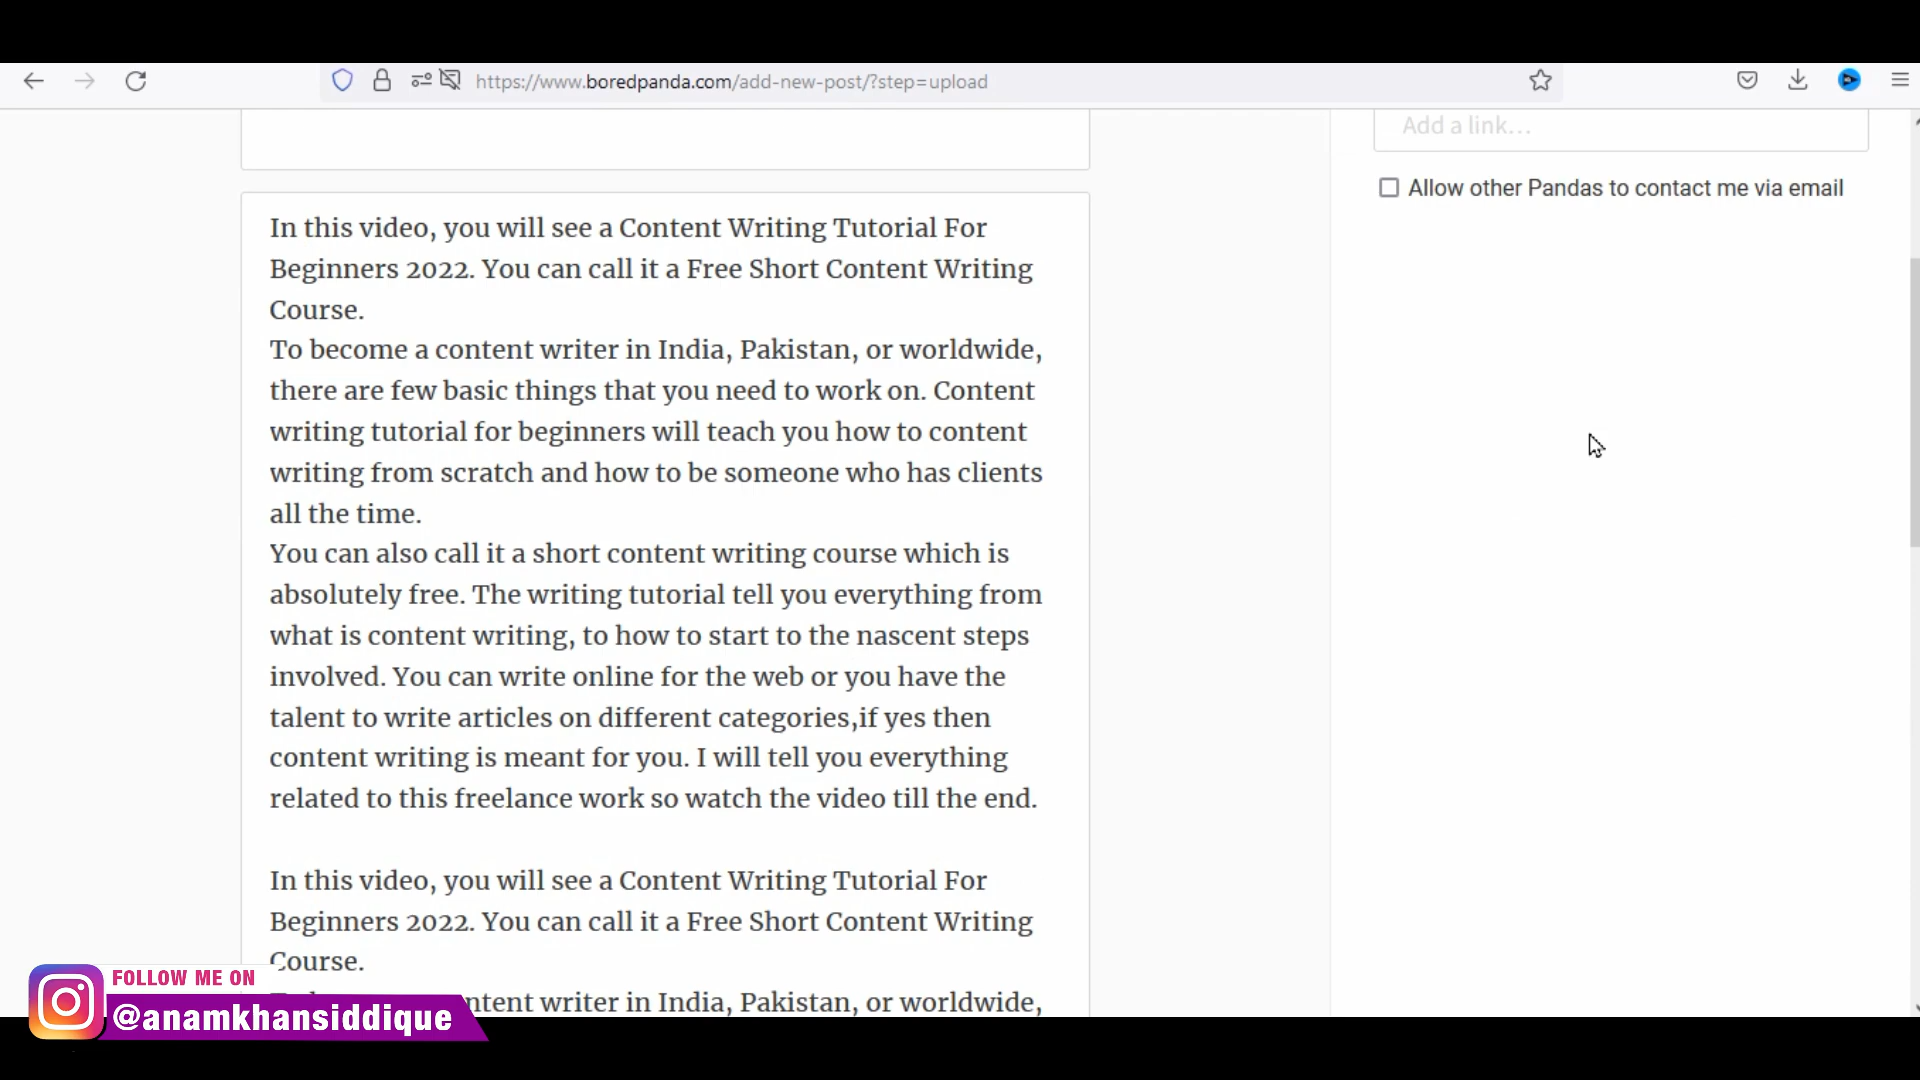 https://www.boredpanda.com/add-new-post/?step=upload
Add a link...
Allow other Pandas to contact me via email
In this video, you will see a Content Writing Tutorial For
Beginners 2022. You can call it a Free Short Content Writing
Course.
To become a content writer in India, Pakistan, or worldwide,
there are few basic things that you need to work on. Content
writing tutorial for beginners will teach you how to content
writing from scratch and how to be someone who has clients
all the time.
You can also call it a short content writing course which is
absolutely free. The writing tutorial tell you everything from
what is content writing, to how to start to the nascent steps
involved. You can write online for the web or you have the
talent to write articles on different categories,if yes then
content writing is meant for you. I will tell you everything
related to this freelance work so watch the video till the end.
In this video, you will see a Content Writing Tutorial For
Beginners 2022. You can call it a Free Short Content Writing
Course.
writer in India, Pakistan, or worldwide,
FOLLOW ME ON
@anamkhansiddique